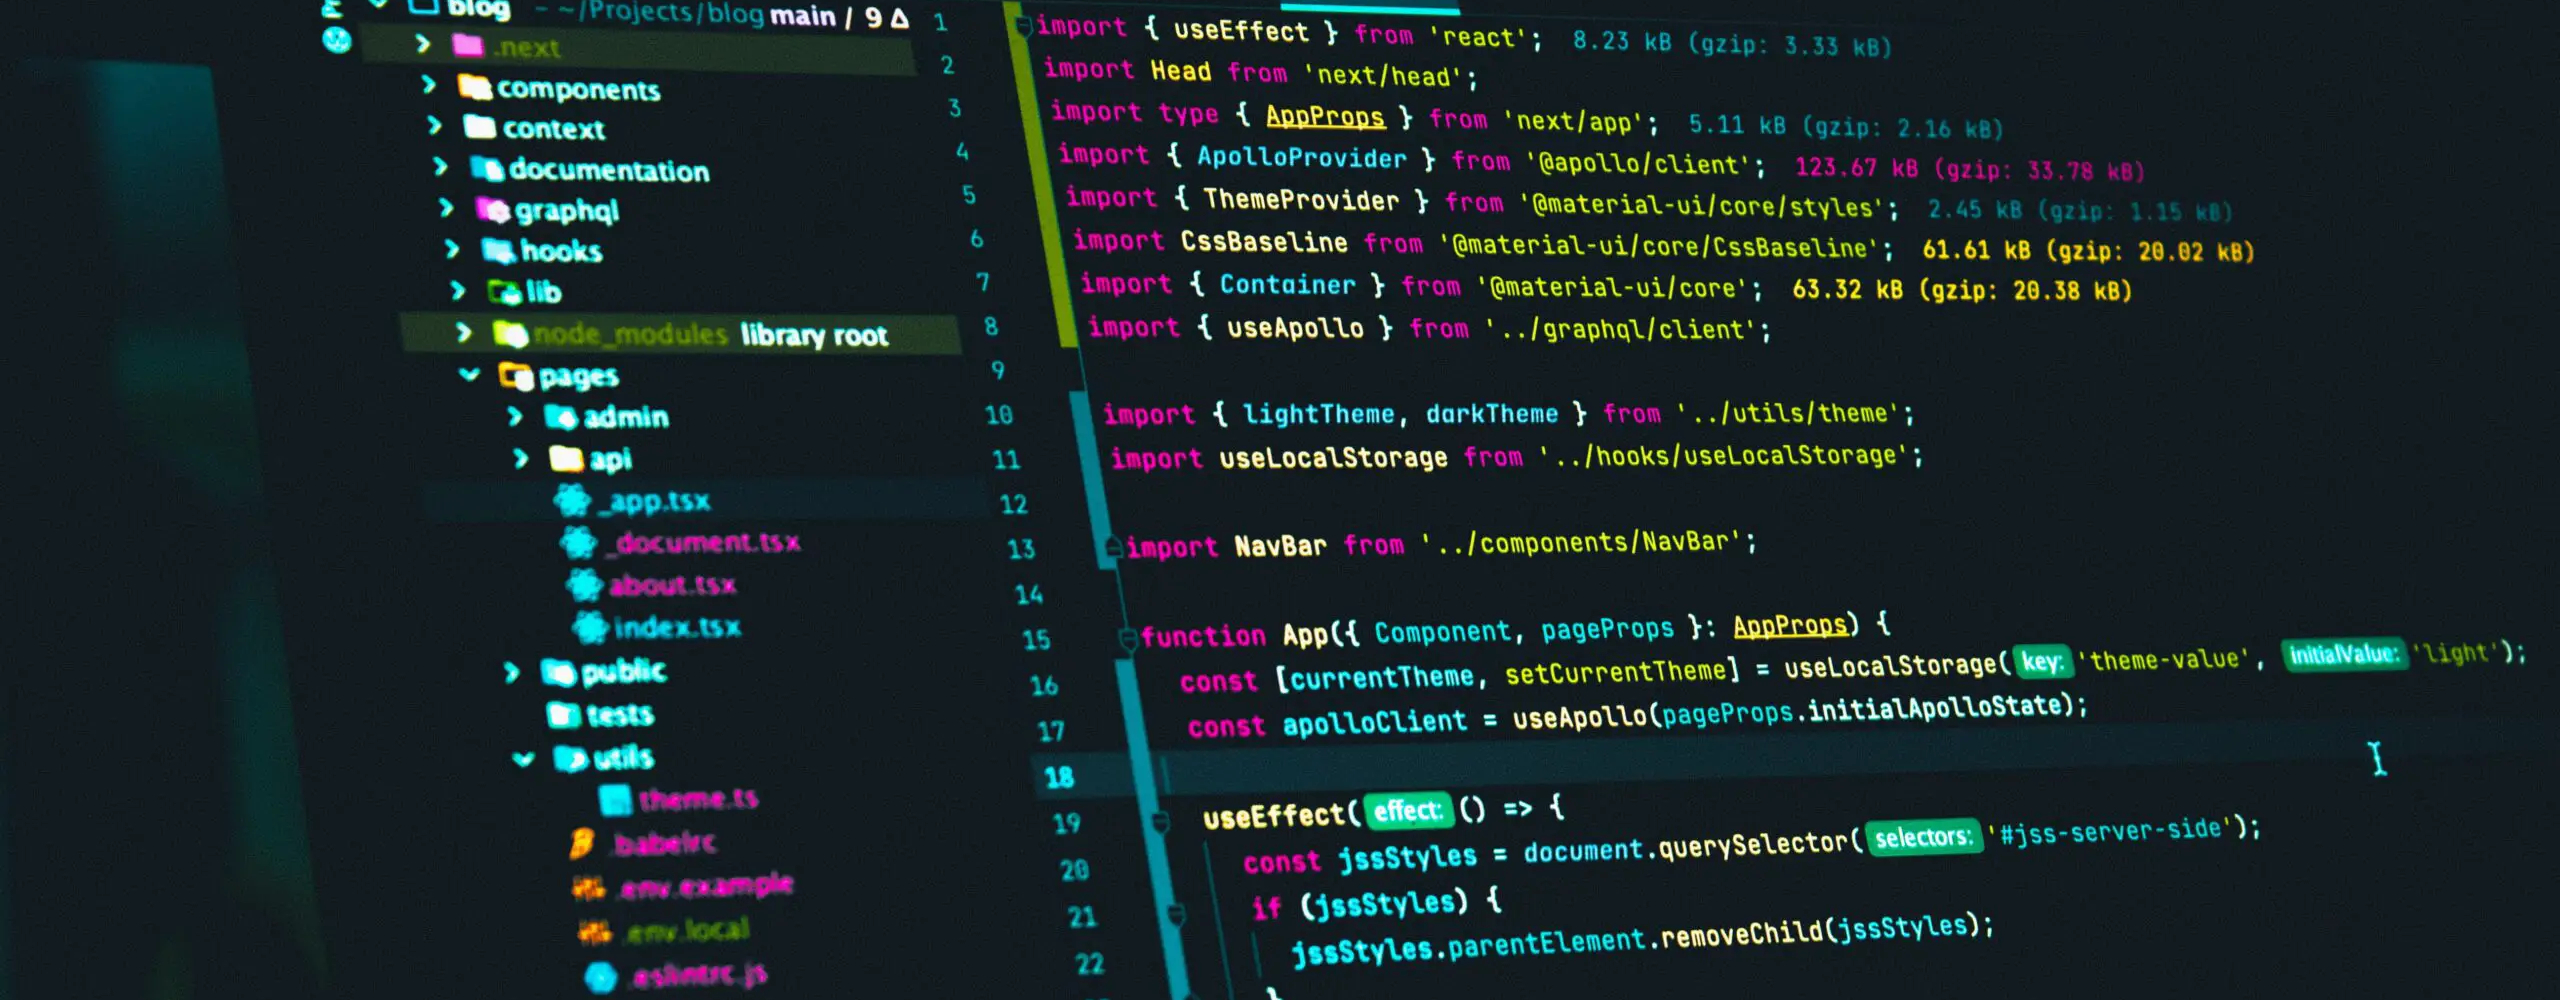 blog ~/Projects/blog main / 9 Δ
.next
components
context
documentation
graphql
hooks
lib
node_modules library root
pages
admin
api
_app.tsx
_document.tsx
about.tsx
index.tsx
public
tests
utils
theme.ts
.babelrc
.env.example
.env.local
.eslintrc.js
1 import { useEffect } from 'react'; 8.23 kB (gzip: 3.33 kB)
2 import Head from 'next/head';
3 import type { AppProps } from 'next/app'; 5.11 kB (gzip: 2.16 kB)
4 import { ApolloProvider } from '@apollo/client'; 123.67 kB (gzip: 33.78 kB)
5 import { ThemeProvider } from '@material-ui/core/styles'; 2.45 kB (gzip: 1.15 kB)
6 import CssBaseline from '@material-ui/core/CssBaseline'; 61.61 kB (gzip: 20.02 kB)
7 import { Container } from '@material-ui/core'; 63.32 kB (gzip: 20.38 kB)
8 import { useApollo } from '../graphql/client';
9
10 import { lightTheme, darkTheme } from '../utils/theme';
11 import useLocalStorage from '../hooks/useLocalStorage';
12
13 import NavBar from '../components/NavBar';
14
15 function App({ Component, pageProps }: AppProps) {
16 const [currentTheme, setCurrentTheme] = useLocalStorage( key: 'theme-value', initialValue: 'light');
17 const apolloClient = useApollo(pageProps.initialApolloState);
18
19 useEffect( effect: () => {
20 const jssStyles = document.querySelector( selectors: '#jss-server-side');
21 if (jssStyles) {
22 jssStyles.parentElement.removeChild(jssStyles);
}